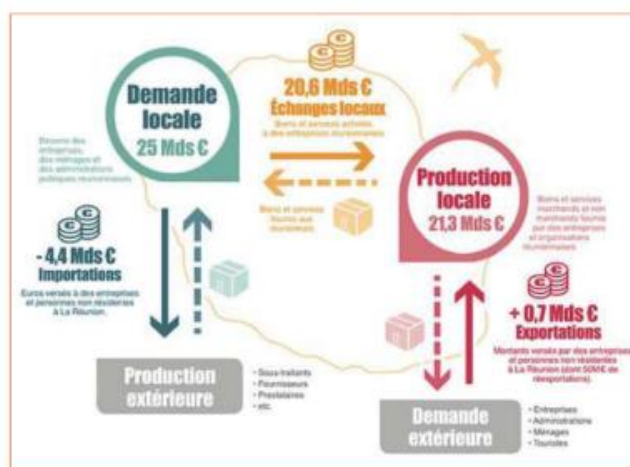 Demande
locale
25 Mds €
20,6 Mds €
Échanges locaux
Biens et services achetés
à des entreprises réunionnaises
Besoins des
entreprises,
des ménages et
des administrations
publiques réunionnaises
Biens et services
fournis aux
réunionnais
Production
locale
21,3 Mds €
Biens et services
marchands et non
marchands fournis
par des entreprises
et organisations
réunionnaises
- 4,4 Mds €
Importations
Euros versés à des entreprises
et personnes non résidentes
à La Réunion.
+ 0,7 Mds €
Exportations
Montants versés par des entreprises
et personnes non résidentes
à La Réunion (dont 50M€ de
réexportations).
Production
extérieure
• Sous-traitants
• Fournisseurs
• Prestataires
• etc.
Demande
extérieure
• Entreprises
• Administrations
• Ménages
• Touristes